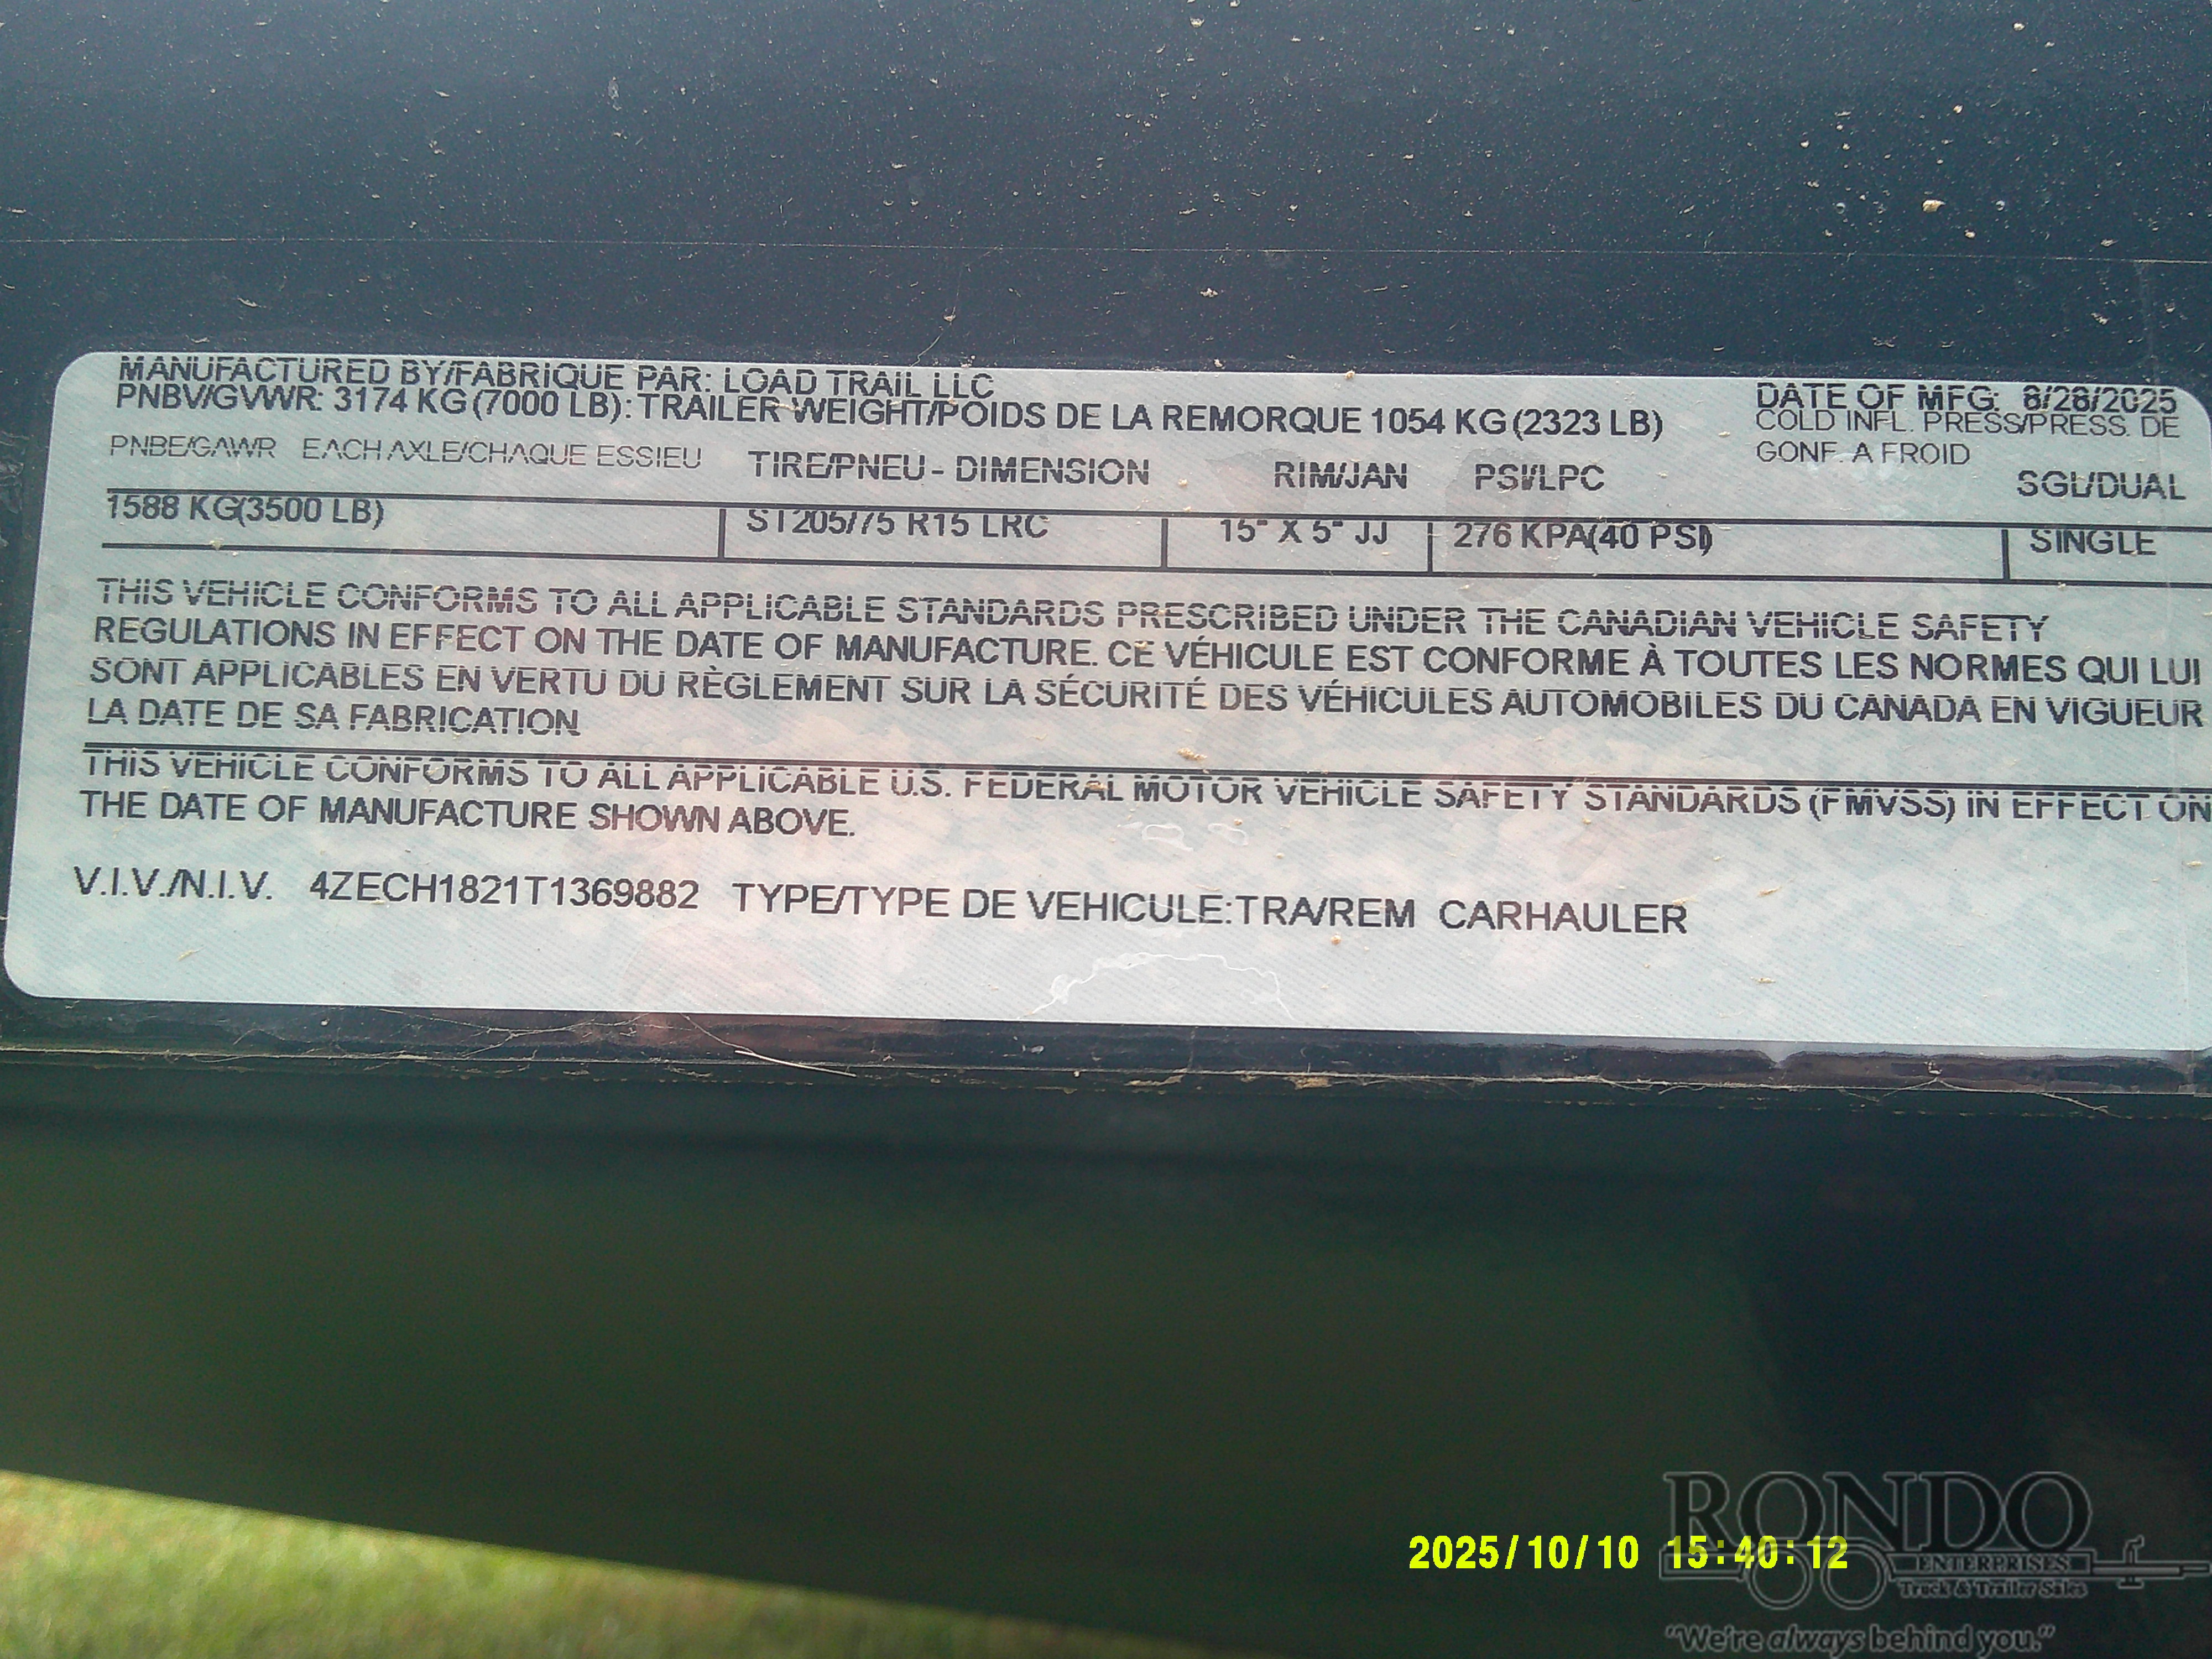 MANUFACTURED BY/FABRIQUE PAR: LOAD TRAIL LLC
DATE OF MFG: 8/28/2025
PNBV/GVWR: 3174 KG (7000 LB): TRAILER WEIGHT/POIDS DE LA REMORQUE 1054 KG (2323 LB)
COLD INFL. PRESS/PRESS. DE
GONF. A FROID
PNBE/GAWR EACH AXLE/CHAQUE ESSIEU TIRE/PNEU - DIMENSION RIM/JAN PSI/LPC SGL/DUAL
1588 KG(3500 LB) ST205/75 R15 LRC 15" X 5" JJ 276 KPA(40 PSI) SINGLE
THIS VEHICLE CONFORMS TO ALL APPLICABLE STANDARDS PRESCRIBED UNDER THE CANADIAN VEHICLE SAFETY
REGULATIONS IN EFFECT ON THE DATE OF MANUFACTURE. CE VÉHICULE EST CONFORME À TOUTES LES NORMES QUI LUI
SONT APPLICABLES EN VERTU DU RÈGLEMENT SUR LA SÉCURITÉ DES VÉHICULES AUTOMOBILES DU CANADA EN VIGUEUR
LA DATE DE SA FABRICATION
THIS VEHICLE CONFORMS TO ALL APPLICABLE U.S. FEDERAL MOTOR VEHICLE SAFETY STANDARDS (FMVSS) IN EFFECT ON
THE DATE OF MANUFACTURE SHOWN ABOVE.
V.I.V./N.I.V. 4ZECH1821T1369882 TYPE/TYPE DE VEHICULE:TRA/REM CARHAULER
2025/10/10 15:40:12
RONDO
ENTERPRISES
Truck & Trailer Sales
"We're always behind you."